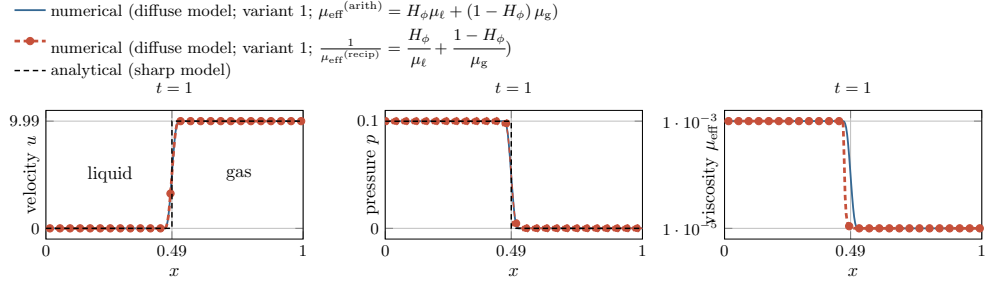 numerical (diffuse model; variant 1; μ_eff^(arith) = H_ϕ μ_ℓ + (1 − H_ϕ) μ_g)
numerical (diffuse model; variant 1; 1/μ_eff^(recip) = H_ϕ/μ_ℓ + (1 − H_ϕ)/μ_g)
analytical (sharp model)
t = 1
velocity u
9.99
0
liquid
gas
0
0.49
1
x
t = 1
pressure p
0.1
0
0
0.49
1
x
t = 1
viscosity μ_eff
1 · 10^−3
1 · 10^−5
0
0.49
1
x